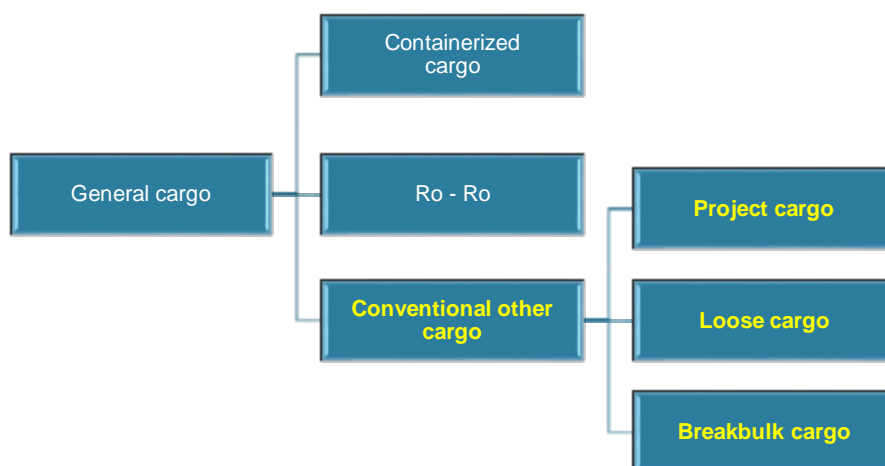 Containerized
cargo
General cargo
Ro - Ro
Project cargo
Conventional other
cargo
Loose cargo
Breakbulk cargo